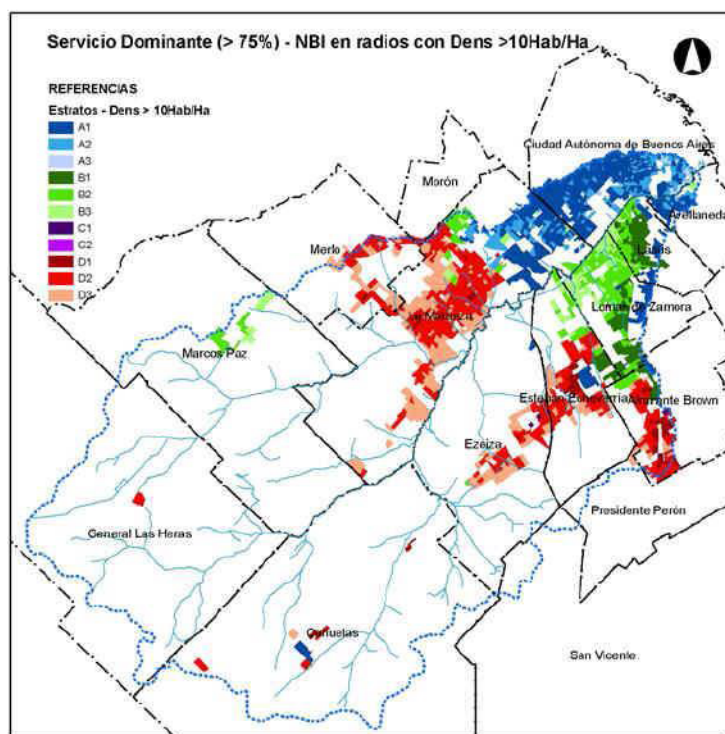 Servicio Dominante (> 75%) - NBI en radios con Dens >10Hab/Ha
REFERENCIAS
Estratos - Dens > 10Hab/Ha
A1
A2
A3
B1
B2
B3
C1
C2
D1
D2
D3
Ciudad Autónoma de Buenos Aires
Morón
Avellaneda
Merlo
Lanús
Lomas de Zamora
La Matanza
Marcos Paz
Esteban Echeverría
Almirante Brown
Ezeiza
Presidente Perón
General Las Heras
Cañuelas
San Vicente